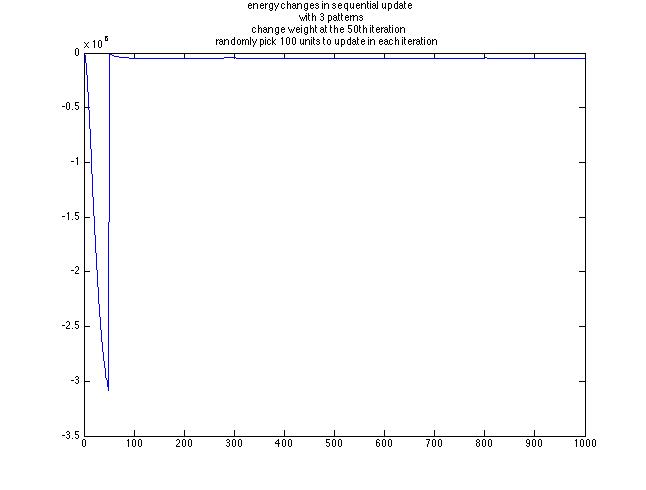 energy changes in sequential update
with 3 patterns
change weight at the 50th iteration
randomly pick 100 units to update in each iteration
x 10^6
0
-0.5
-1
-1.5
-2
-2.5
-3
-3.5
0 100 200 300 400 500 600 700 800 900 1000